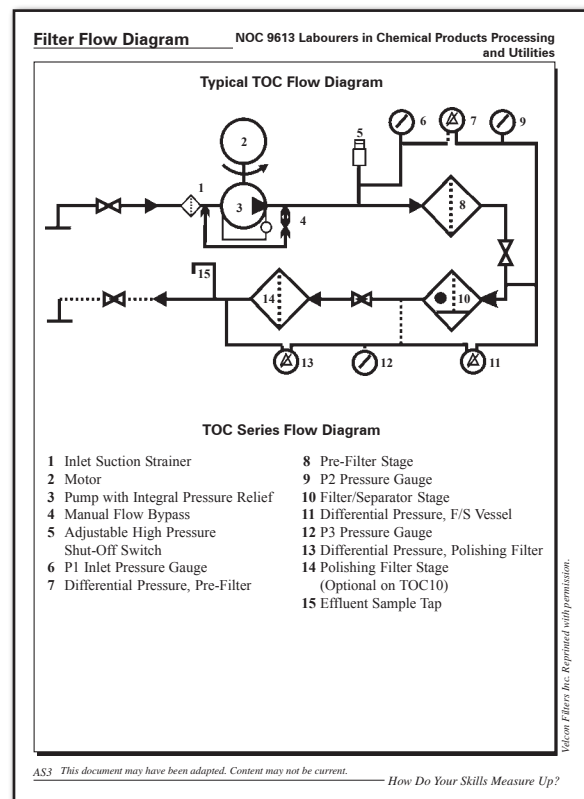 Filter Flow Diagram
NOC 9613 Labourers in Chemical Products Processing
and Utilities
Typical TOC Flow Diagram
5
6
7
9
2
1
3
4
8
15
14
10
13
12
11
TOC Series Flow Diagram
1 Inlet Suction Strainer
2 Motor
3 Pump with Integral Pressure Relief
4 Manual Flow Bypass
5 Adjustable High Pressure
Shut-Off Switch
6 P1 Inlet Pressure Gauge
7 Differential Pressure, Pre-Filter
8 Pre-Filter Stage
9 P2 Pressure Gauge
10 Filter/Separator Stage
11 Differential Pressure, F/S Vessel
12 P3 Pressure Gauge
13 Differential Pressure, Polishing Filter
14 Polishing Filter Stage
(Optional on TOC10)
15 Effluent Sample Tap
Velcon Filters Inc. Reprinted with permission.
AS3 This document may have been adapted. Content may not be current.
How Do Your Skills Measure Up?